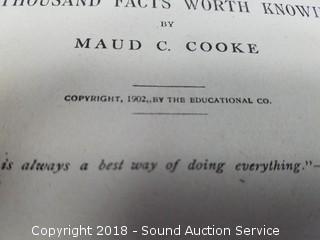 THOUSAND FACTS WORTH
BY
MAUD C. COOKE
COPYRIGHT, 1902, BY THE EDUCATIONAL CO.
is always a best way of doing everything."—
Copyright 2018 - Sound Auction Service